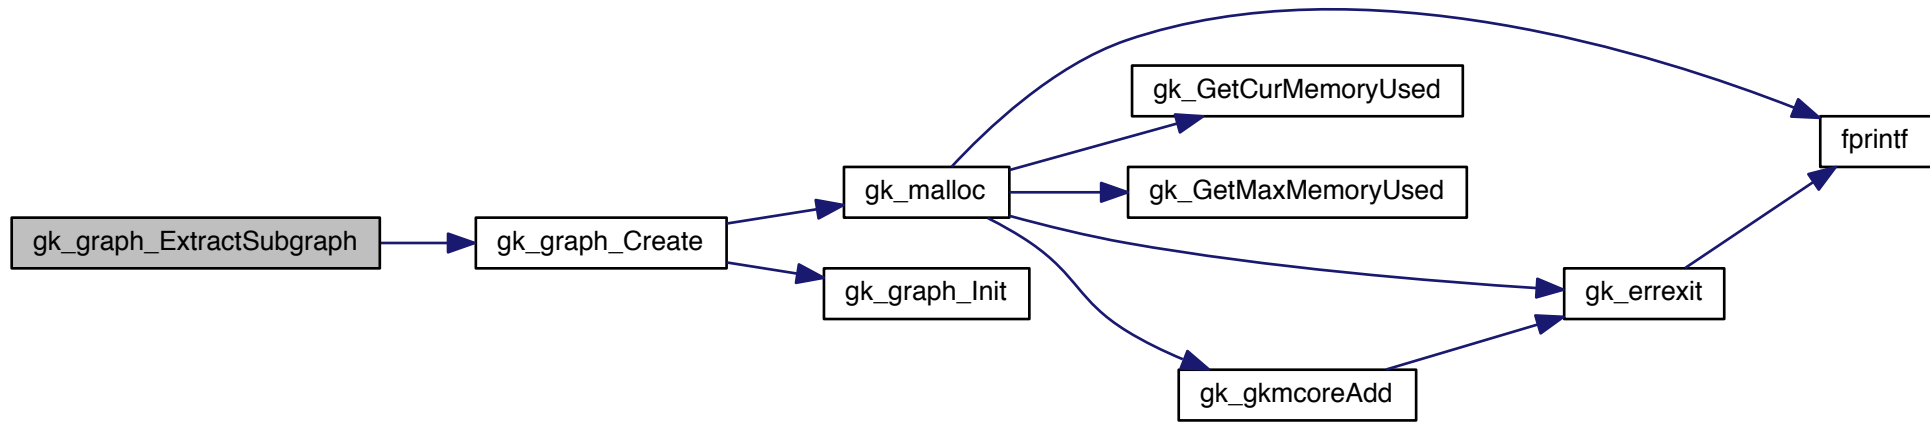 gk_graph_ExtractSubgraph
gk_graph_Create
gk_malloc
gk_graph_Init
gk_GetCurMemoryUsed
gk_GetMaxMemoryUsed
gk_gkmcoreAdd
gk_errexit
fprintf